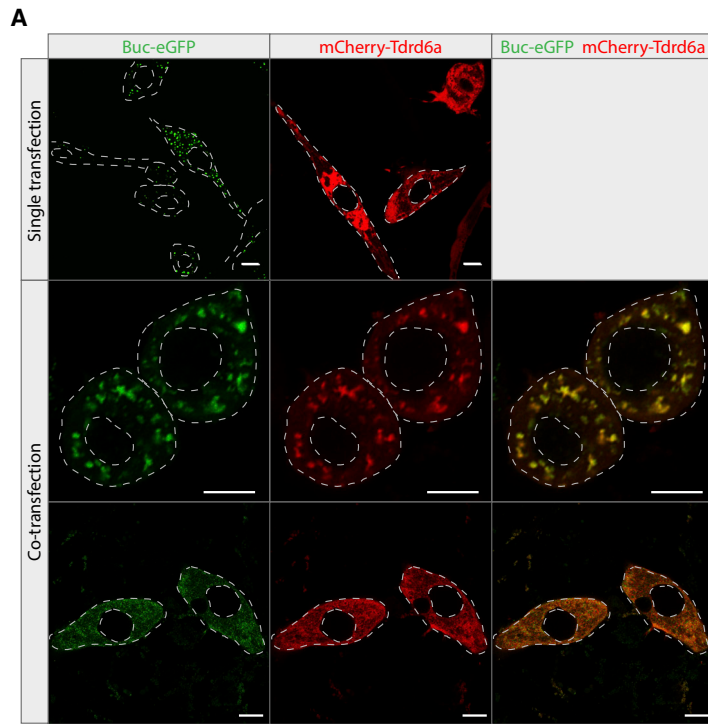 A
Buc-eGFP
mCherry-Tdrd6a
Buc-eGFP mCherry-Tdrd6a
Single transfection
Co-transfection